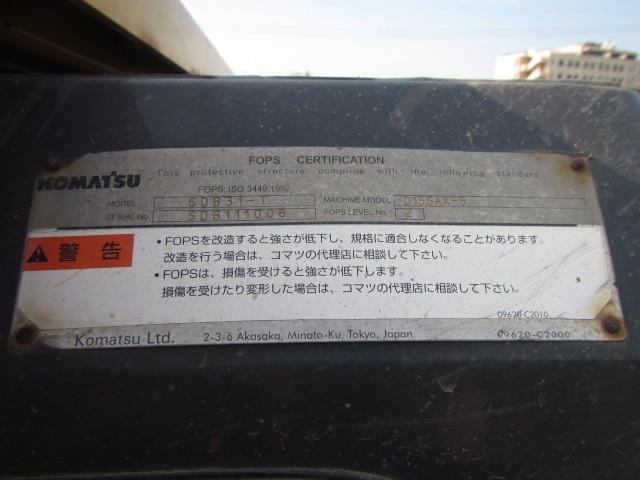 FOPS CERTIFICATION
KOMATSU
This protective structure complies with the following standard
FOPS; ISO 3449.1992
MODEL 6DB31-T MACHINE MODEL D155AX-5
SERIAL No SDB111006 FOPS LEVEL No 2
警告
• FOPSを改造すると強さが低下し、規格に適合しなくなることがあります。
改造を行う場合は、コマツの代理店に相談して下さい。
• FOPSは、損傷を受けると強さが低下します。
損傷を受けたり変形した場合は、コマツの代理店に相談して下さい。
09620-C2010
Komatsu Ltd. 2-3-6 Akasaka, Minato-Ku, Tokyo, Japan 09620-C2000